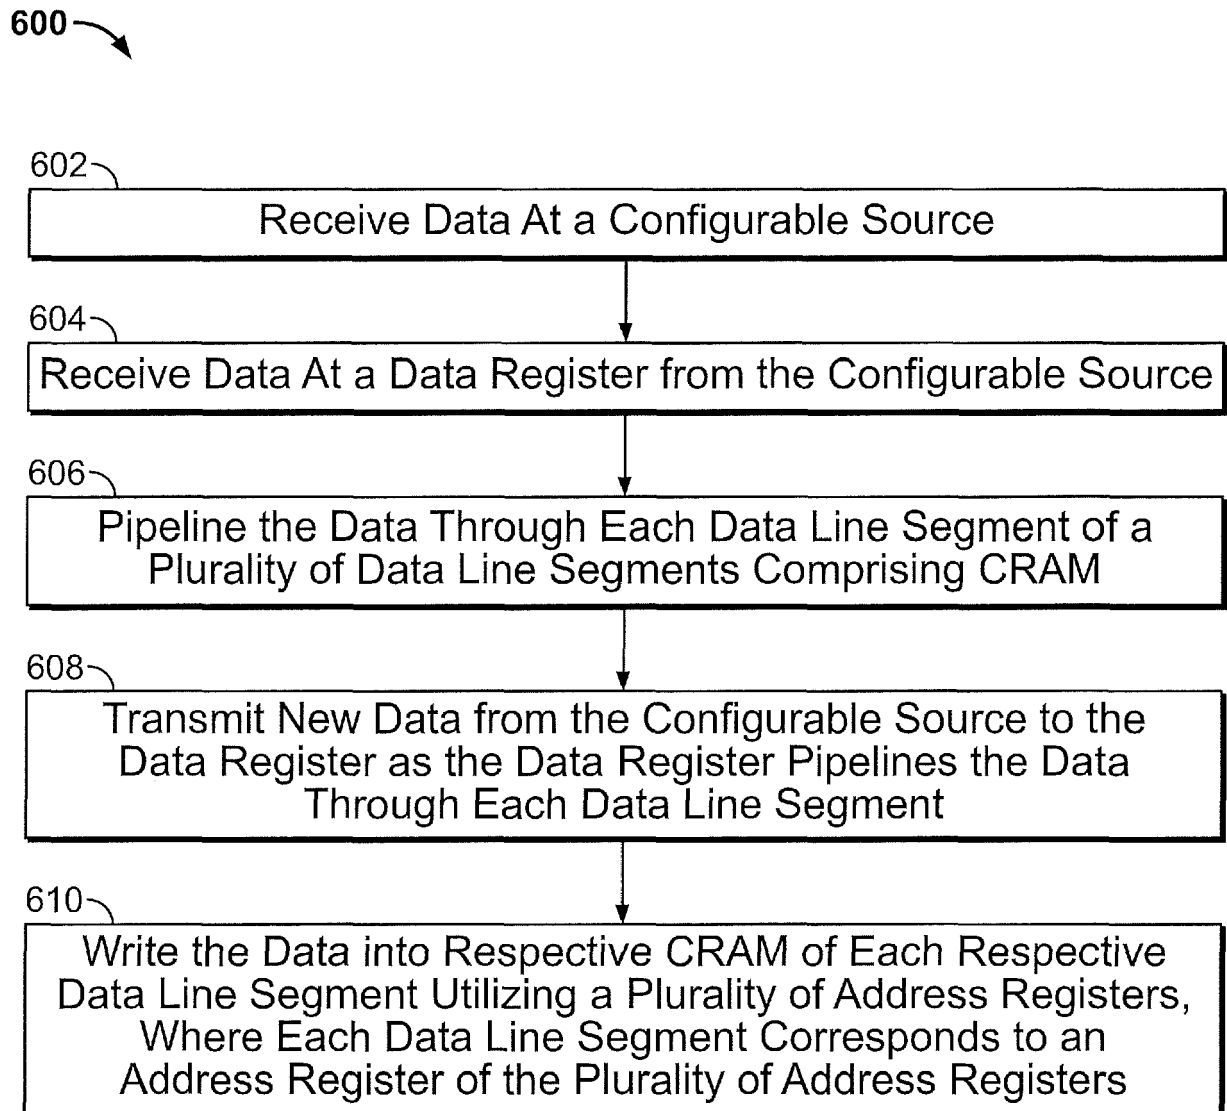 600
602
Receive Data At a Configurable Source
604
Receive Data At a Data Register from the Configurable Source
606
Pipeline the Data Through Each Data Line Segment of a
Plurality of Data Line Segments Comprising CRAM
608
Transmit New Data from the Configurable Source to the
Data Register as the Data Register Pipelines the Data
Through Each Data Line Segment
610
Write the Data into Respective CRAM of Each Respective
Data Line Segment Utilizing a Plurality of Address Registers,
Where Each Data Line Segment Corresponds to an
Address Register of the Plurality of Address Registers